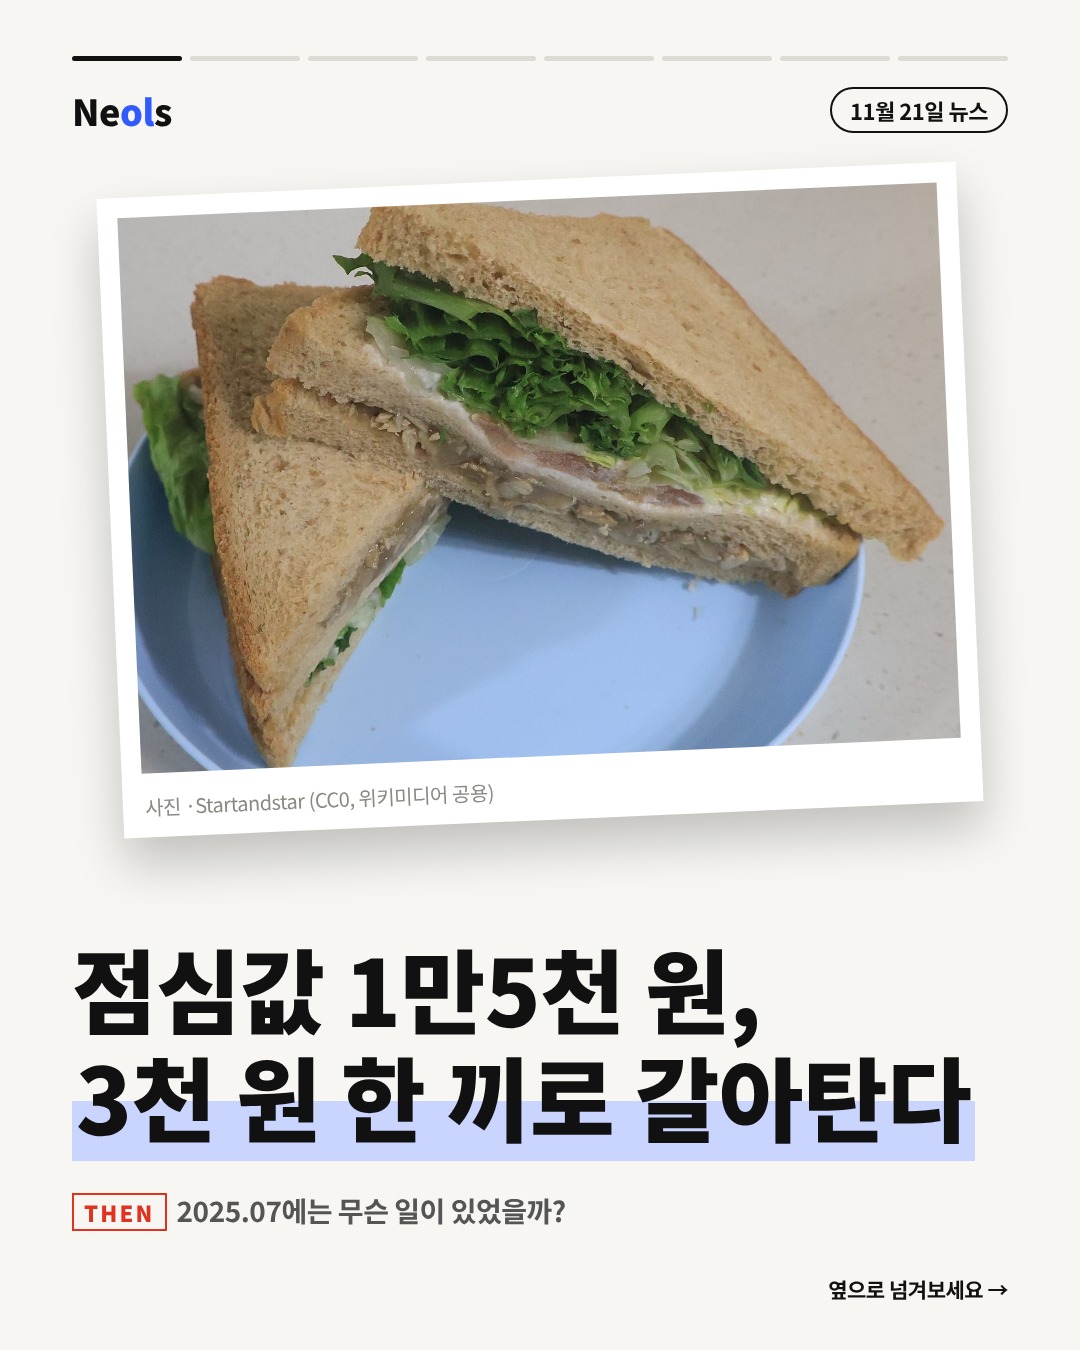 Neols
11월 21일 뉴스
사진 · Startandstar (CC0, 위키미디어 공용)
점심값 1만5천 원,
3천 원 한 끼로 갈아탄다
THEN 2025.07에는 무슨 일이 있었을까?
옆으로 넘겨보세요 →